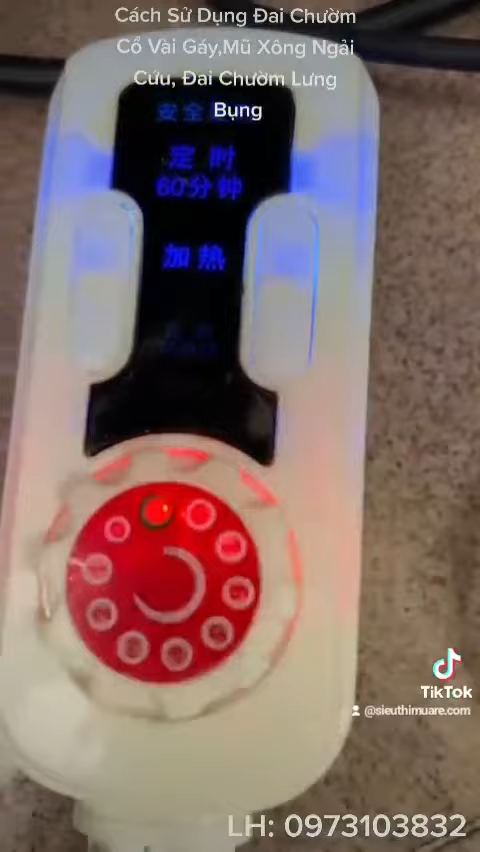 Cách Sử Dụng Đai Chườm
Cổ Vài Gáy,Mũ Xông Ngải
Cứu, Đai Chườm Lưng
Bụng
安全
定时
60分钟
加热
TikTok
@sieuthimuare.com
LH: 0973103832